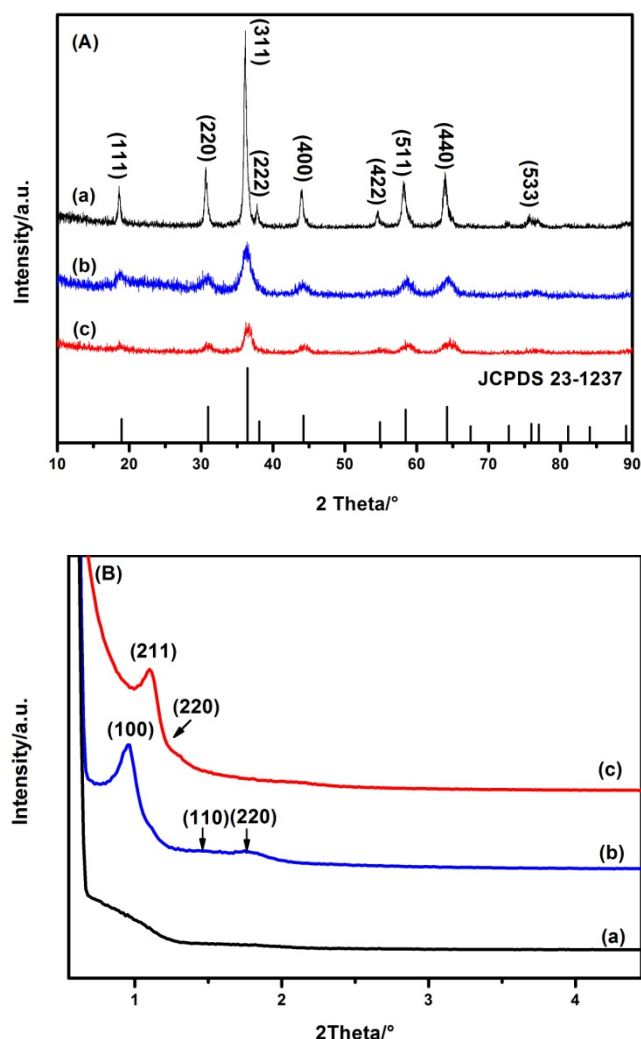 (A)
(111)
(220)
(311)
(222)
(400)
(422)
(511)
(440)
(533)
(a)
(b)
(c)
JCPDS 23-1237
Intensity/a.u.
10 20 30 40 50 60 70 80 90
2 Theta/°
(B)
(211)
(220)
(100)
(110)(220)
(c)
(b)
(a)
Intensity/a.u.
1 2 3 4
2Theta/°